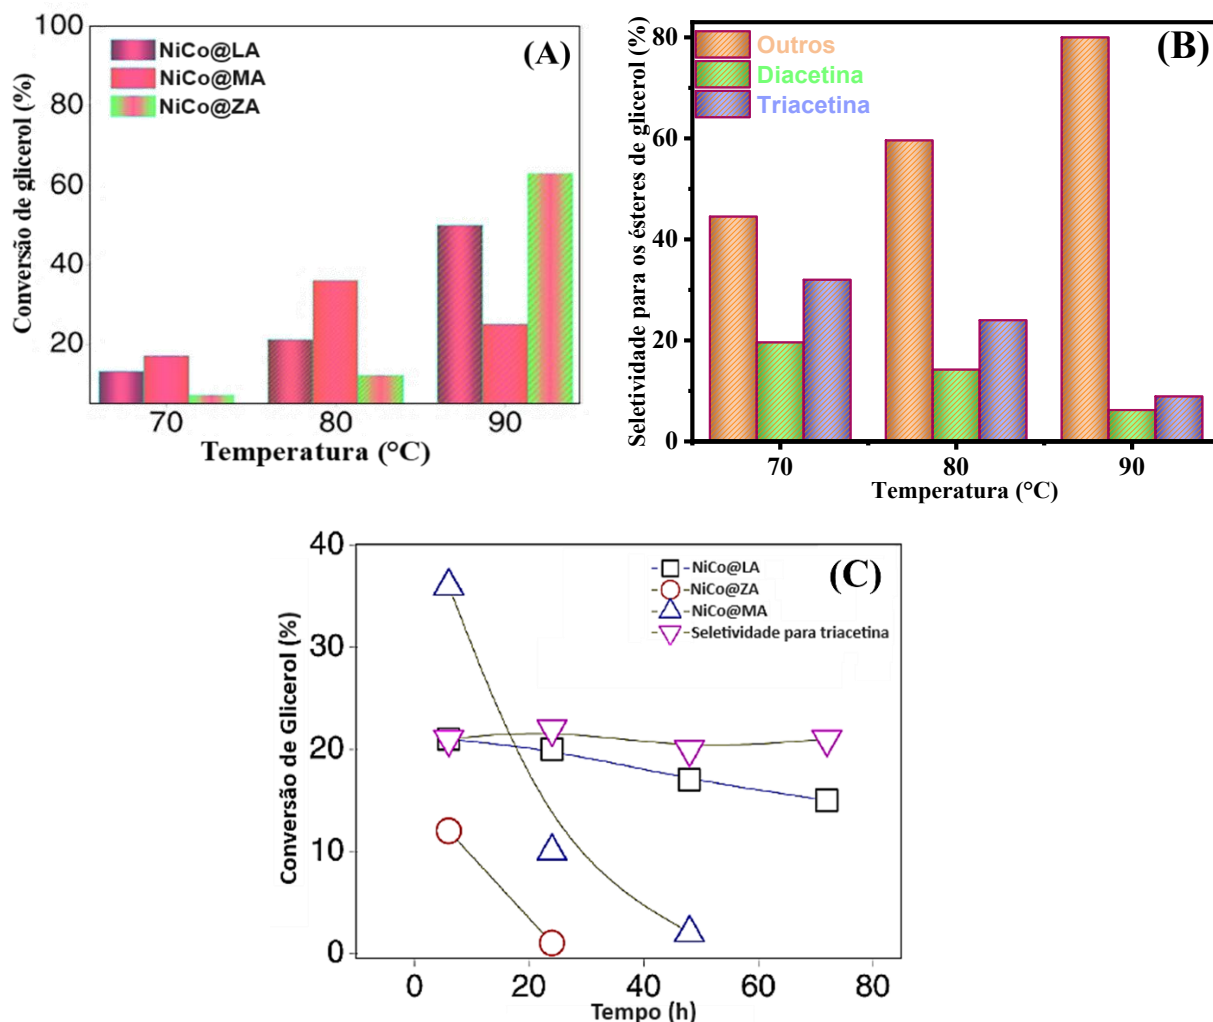 (A)
NiCo@LA
NiCo@MA
NiCo@ZA
Conversão de glicerol (%)
100
80
60
40
20
70 80 90
Temperatura (°C)
(B)
Outros
Diacetina
Triacetina
Seletividade para os ésteres de glicerol (%)
80
60
40
20
0
70 80 90
Temperatura (°C)
(C)
NiCo@LA
NiCo@ZA
NiCo@MA
Seletividade para triacetina
Conversão de Glicerol (%)
40
30
20
10
0
0 20 40 60 80
Tempo (h)